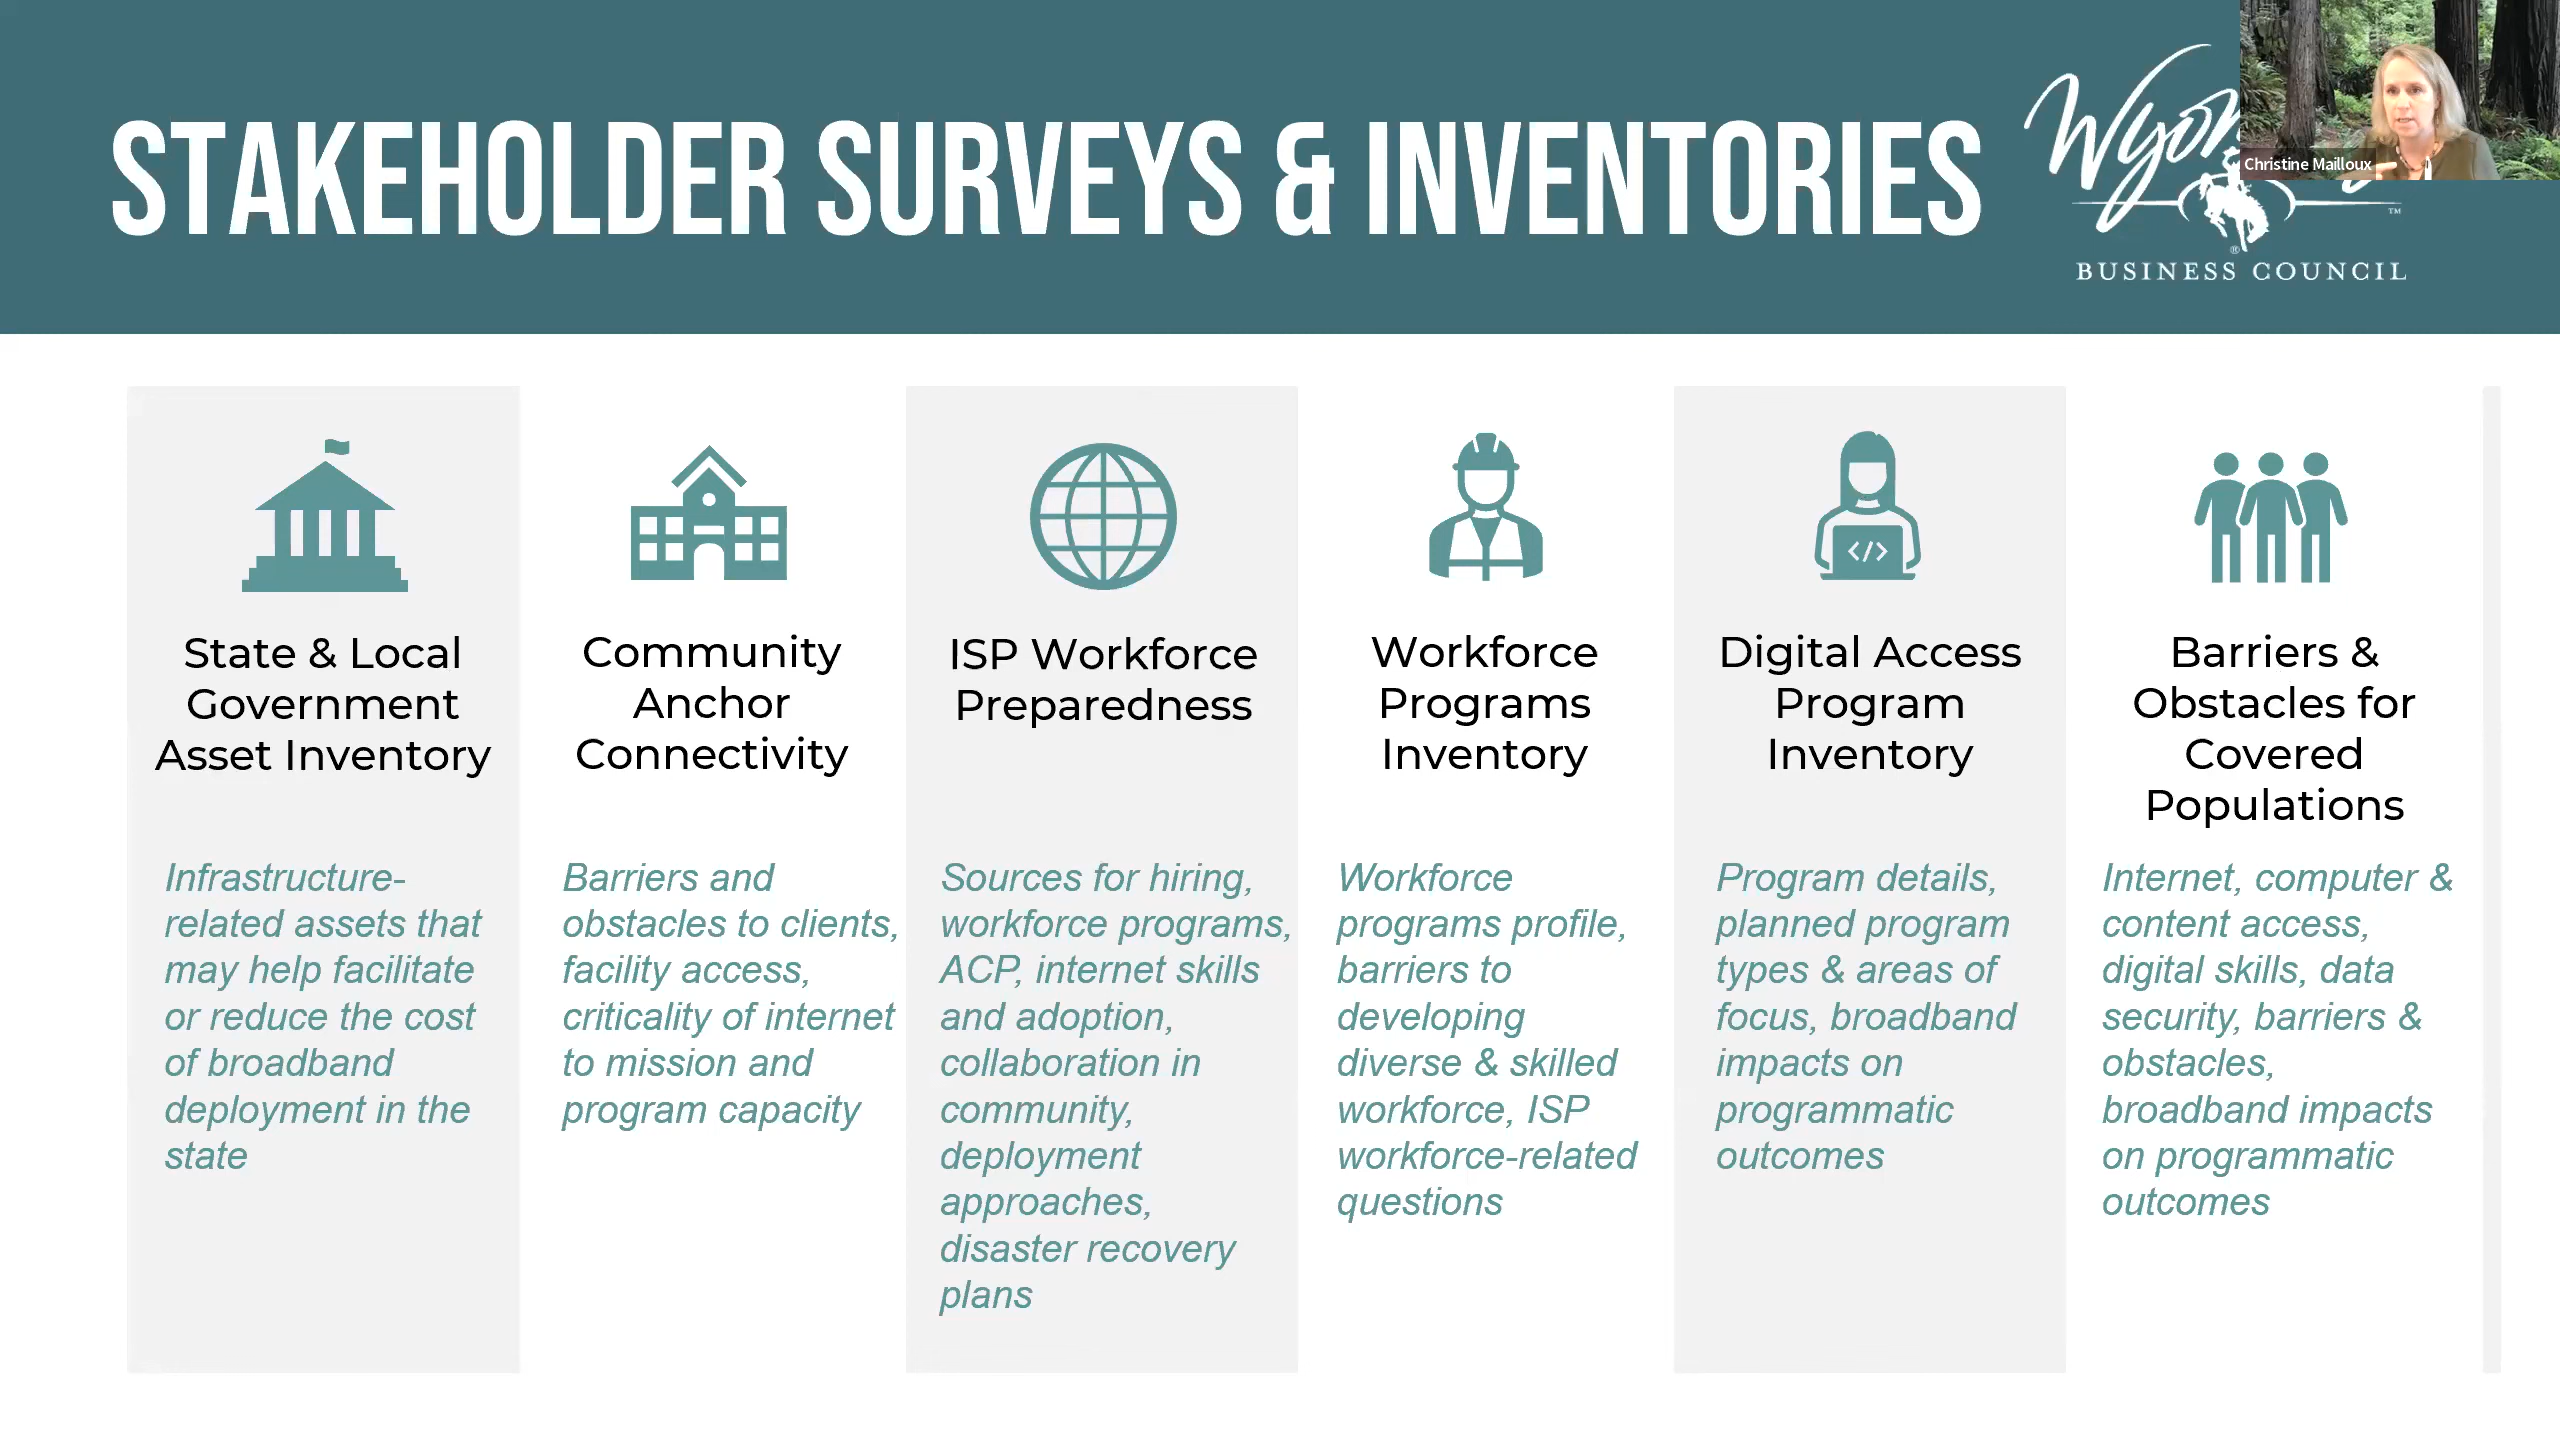 STAKEHOLDER SURVEYS & INVENTORIES
Christine Mailloux
™
®
BUSINESS COUNCIL
State & Local
Government
Asset Inventory
Infrastructure-
related assets that
may help facilitate
or reduce the cost
of broadband
deployment in the
state
Community
Anchor
Connectivity
Barriers and
obstacles to clients,
facility access,
criticality of internet
to mission and
program capacity
ISP Workforce
Preparedness
Sources for hiring,
workforce programs,
ACP, internet skills
and adoption,
collaboration in
community,
deployment
approaches,
disaster recovery
plans
Workforce
Programs
Inventory
Workforce
programs profile,
barriers to
developing
diverse & skilled
workforce, ISP
workforce-related
questions
Digital Access
Program
Inventory
</>
Program details,
planned program
types & areas of
focus, broadband
impacts on
programmatic
outcomes
Barriers &
Obstacles for
Covered
Populations
Internet, computer &
content access,
digital skills, data
security, barriers &
obstacles,
broadband impacts
on programmatic
outcomes